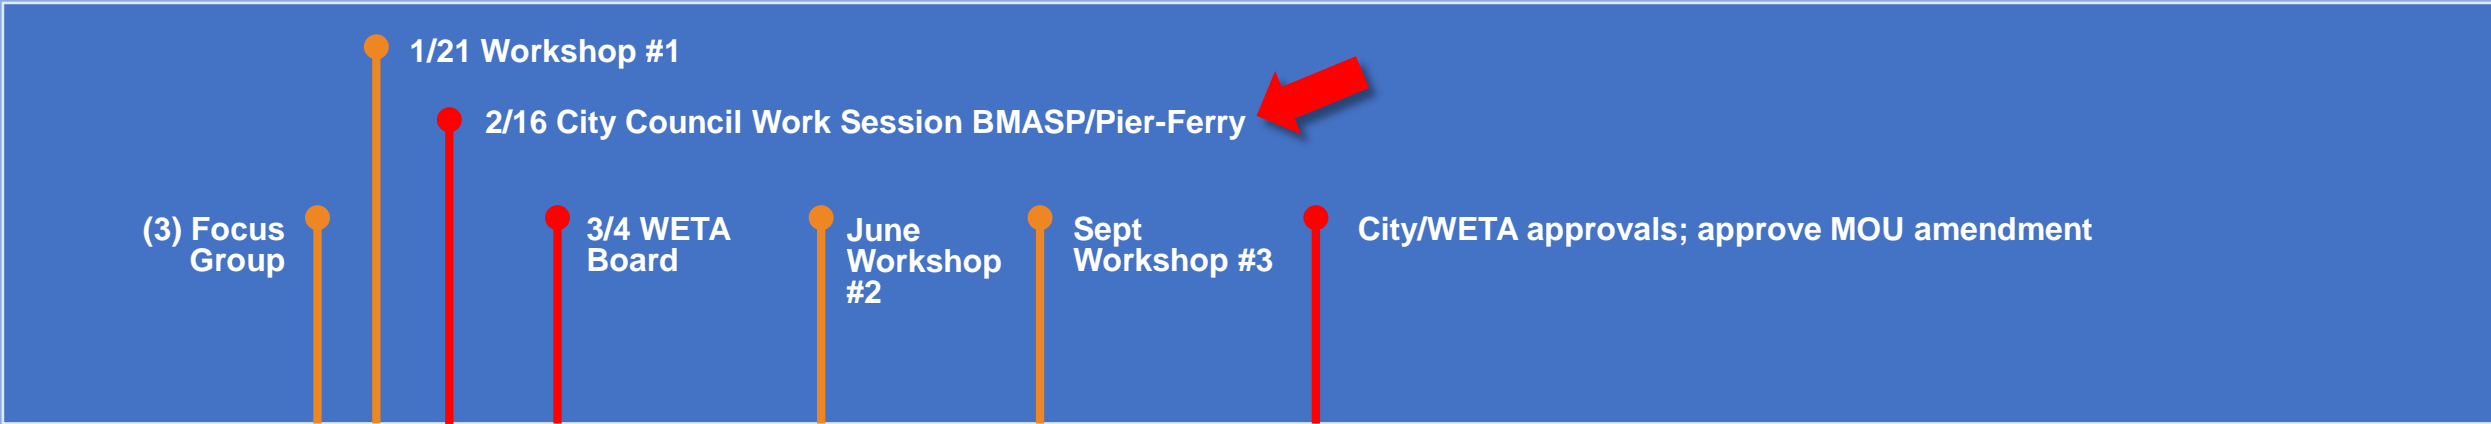 1/21 Workshop #1
2/16 City Council Work Session BMASP/Pier-Ferry
(3) Focus
Group
3/4 WETA
Board
June
Workshop
#2
Sept
Workshop #3
City/WETA approvals; approve MOU amendment